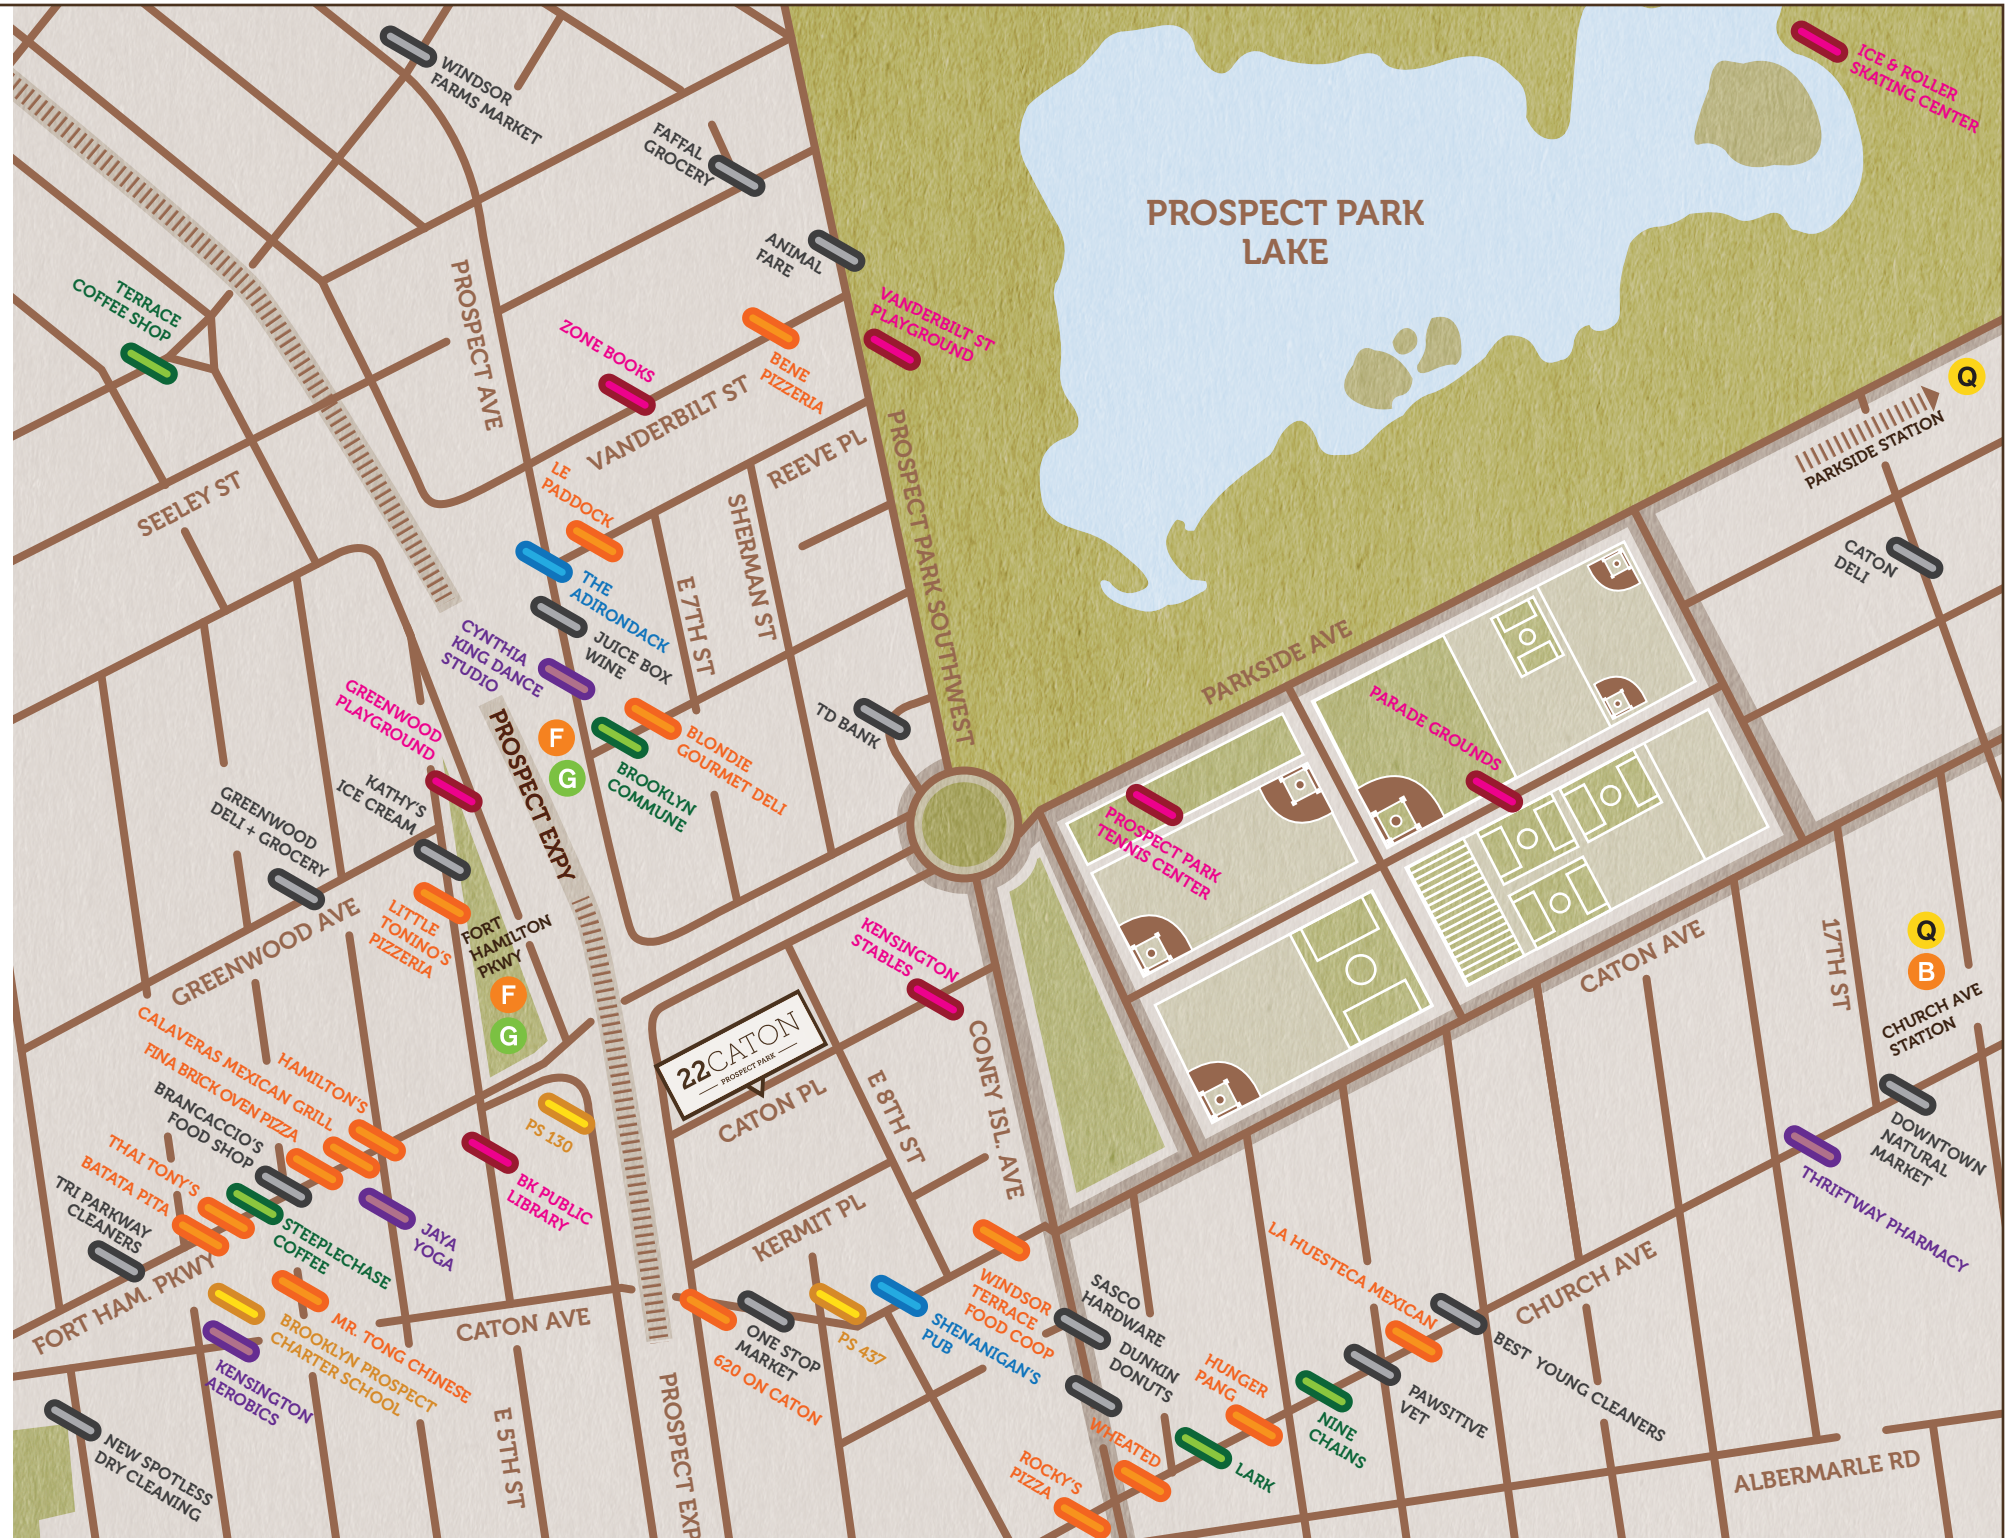 ICE & ROLLER
SKATING CENTER
WINDSOR
FARMS MARKET
FAFFAL
GROCERY
PROSPECT PARK
LAKE
ANIMAL
FARE
TERRACE
COFFEE SHOP
PROSPECT AVE
ZONE BOOKS
VANDERBILT ST
PLAYGROUND
BENE
PIZZERIA
VANDERBILT ST
Q
PARKSIDE STATION
REEVE PL
PROSPECT PARK SOUTHWEST
SEELEY ST
LE
PADDOCK
SHERMAN ST
E 7TH ST
THE
ADIRONDACK
JUICE BOX
WINE
CATON
DELI
CYNTHIA
KING DANCE
STUDIO
PARKSIDE AVE
GREENWOOD
PLAYGROUND
PROSPECT EXPY
F
G
BLONDIE
GOURMET DELI
BROOKLYN
COMMUNE
TD BANK
PARADE GROUNDS
PROSPECT PARK
TENNIS CENTER
KATHY'S
ICE CREAM
GREENWOOD
DELI + GROCERY
GREENWOOD AVE
LITTLE
TONINO'S
PIZZERIA
FORT
HAMILTON
PKWY
F
G
KENSINGTON
STABLES
CATON AVE
17TH ST
Q
B
CHURCH AVE
STATION
22CATON
PROSPECT PARK
CATON PL
E 8TH ST
CONEY ISL. AVE
HAMILTON'S
CALAVERAS MEXICAN GRILL
FINA BRICK OVEN PIZZA
BRANCACCIO'S
FOOD SHOP
THAI TONY'S
BATATA PITA
TRI PARKWAY
CLEANERS
PS 130
BK PUBLIC
LIBRARY
JAYA
YOGA
STEEPLECHASE
COFFEE
FORT HAM. PKWY
MR. TONG CHINESE
BROOKLYN PROSPECT
CHARTER SCHOOL
KENSINGTON
AEROBICS
NEW SPOTLESS
DRY CLEANING
CATON AVE
E 5TH ST
PROSPECT EXP
KERMIT PL
ONE STOP
MARKET
620 ON CATON
PS 437
SHENANIGAN'S
PUB
WINDSOR
TERRACE
FOOD COOP
SASCO
HARDWARE
DUNKIN
DONUTS
WHEATED
ROCKY'S
PIZZA
LARK
HUNGER
PANG
NINE
CHAINS
LA HUESTECA MEXICAN
PAWSITIVE
VET
BEST YOUNG CLEANERS
CHURCH AVE
DOWNTOWN
NATURAL
MARKET
THRIFTWAY PHARMACY
ALBERMARLE RD